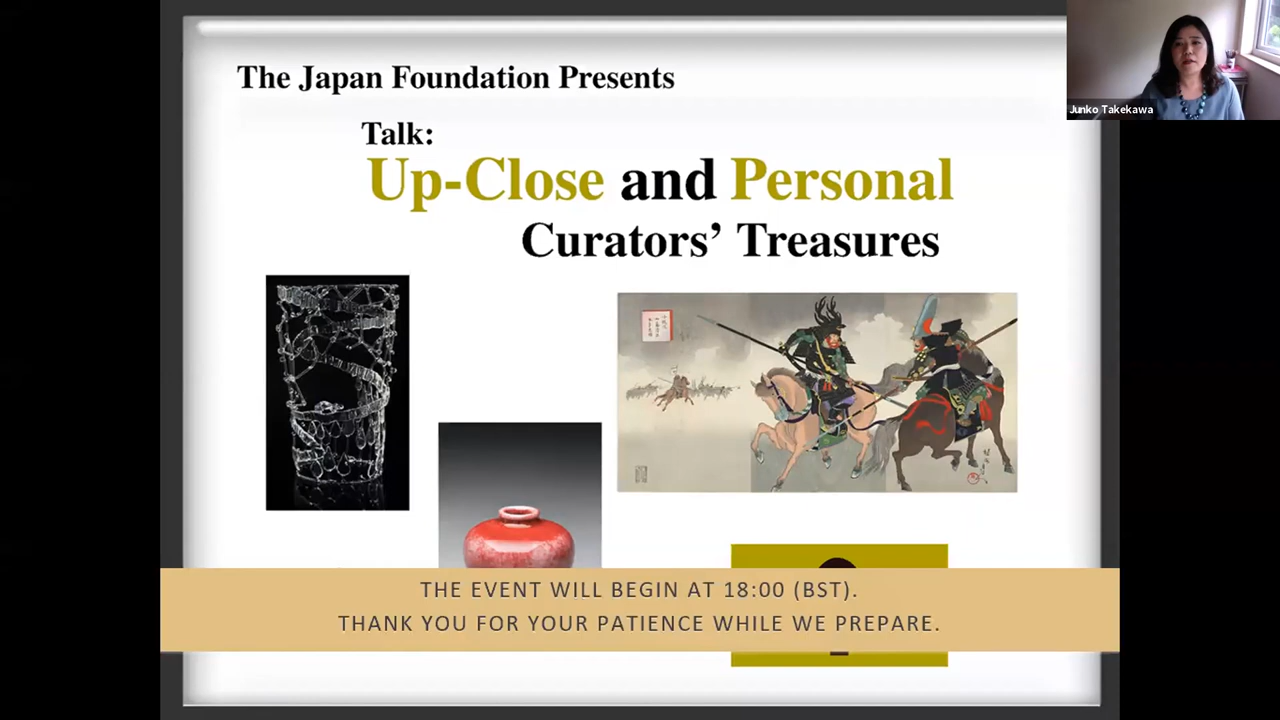 The Japan Foundation Presents
Junko Takekawa
Talk:
Up-Close and Personal
Curators’ Treasures
THE EVENT WILL BEGIN AT 18:00 (BST).
THANK YOU FOR YOUR PATIENCE WHILE WE PREPARE.